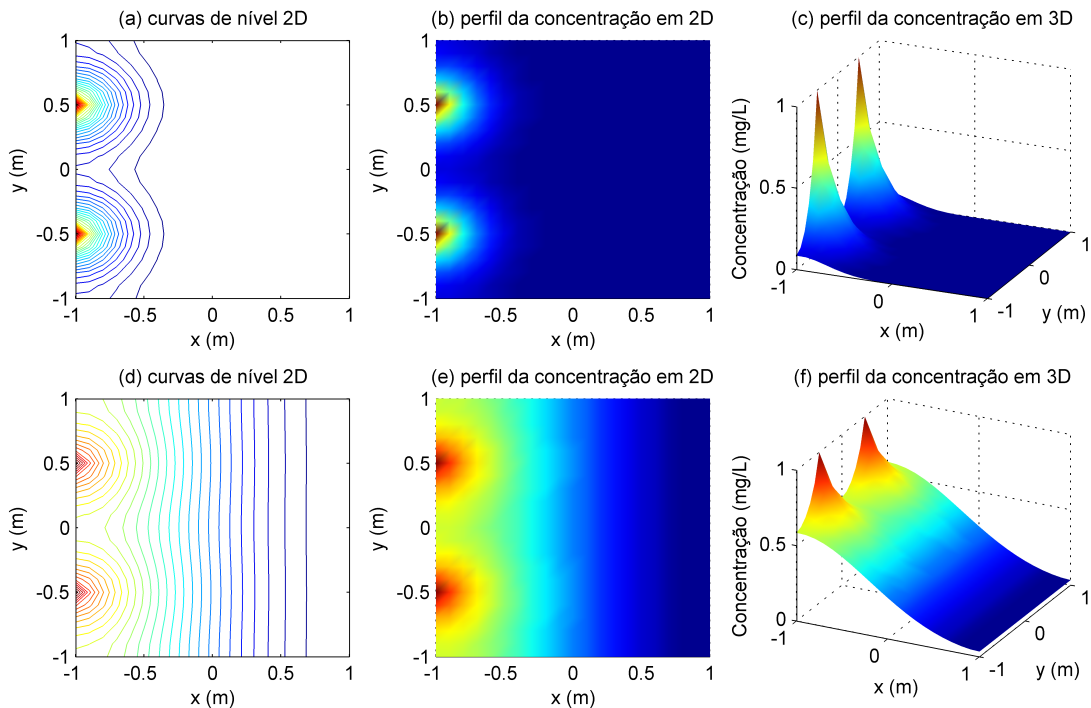 (a) curvas de nível 2D
1
0.5
0
-0.5
-1
y (m)
-1
-0.5
0
0.5
1
x (m)
(b) perfil da concentração em 2D
1
0.5
0
-0.5
-1
y (m)
-1
-0.5
0
0.5
1
x (m)
(c) perfil da concentração em 3D
1
0.5
0
Concentração (mg/L)
-1
0
1
x (m)
-1
0
1
y (m)
(d) curvas de nível 2D
1
0.5
0
-0.5
-1
y (m)
-1
-0.5
0
0.5
1
x (m)
(e) perfil da concentração em 2D
1
0.5
0
-0.5
-1
y (m)
-1
-0.5
0
0.5
1
x (m)
(f) perfil da concentração em 3D
1
0.5
0
Concentração (mg/L)
-1
0
1
x (m)
-1
0
1
y (m)